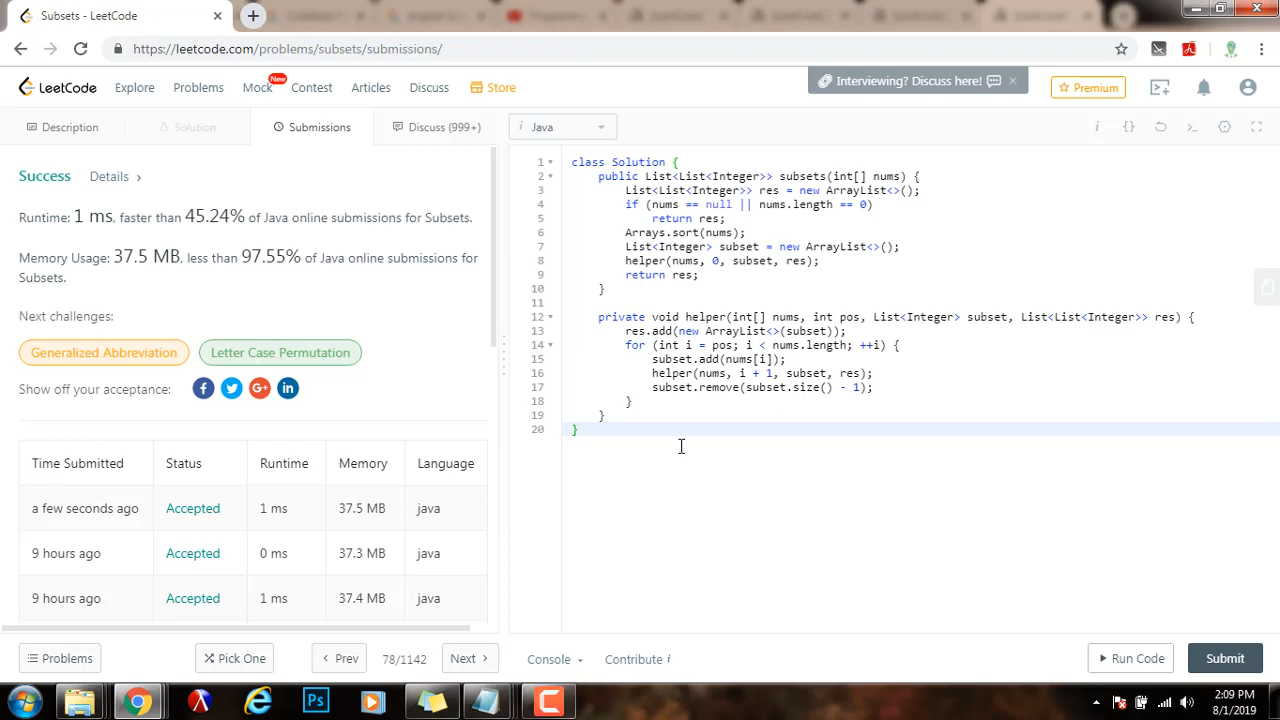 Subsets - LeetCode
https://leetcode.com/problems/subsets/submissions/
LeetCode Explore Problems Mock New Contest Articles Discuss Store
Interviewing? Discuss here!
Premium
Description Solution Submissions Discuss (999+)
i Java
Success Details
Runtime: 1 ms, faster than 45.24% of Java online submissions for Subsets.
Memory Usage: 37.5 MB, less than 97.55% of Java online submissions for
Subsets.
Next challenges:
Generalized Abbreviation Letter Case Permutation
Show off your acceptance:
Time Submitted Status Runtime Memory Language
a few seconds ago Accepted 1 ms 37.5 MB java
9 hours ago Accepted 0 ms 37.3 MB java
9 hours ago Accepted 1 ms 37.4 MB java
1 class Solution {
2 public List<List<Integer>> subsets(int[] nums) {
3 List<List<Integer>> res = new ArrayList<>();
4 if (nums == null || nums.length == 0)
5 return res;
6 Arrays.sort(nums);
7 List<Integer> subset = new ArrayList<>();
8 helper(nums, 0, subset, res);
9 return res;
10 }
11
12 private void helper(int[] nums, int pos, List<Integer> subset, List<List<Integer>> res) {
13 res.add(new ArrayList<>(subset));
14 for (int i = pos; i < nums.length; ++i) {
15 subset.add(nums[i]);
16 helper(nums, i + 1, subset, res);
17 subset.remove(subset.size() - 1);
18 }
19 }
20 }
Problems Pick One Prev 78/1142 Next Console Contribute i Run Code Submit
Ps
2:09 PM
8/1/2019